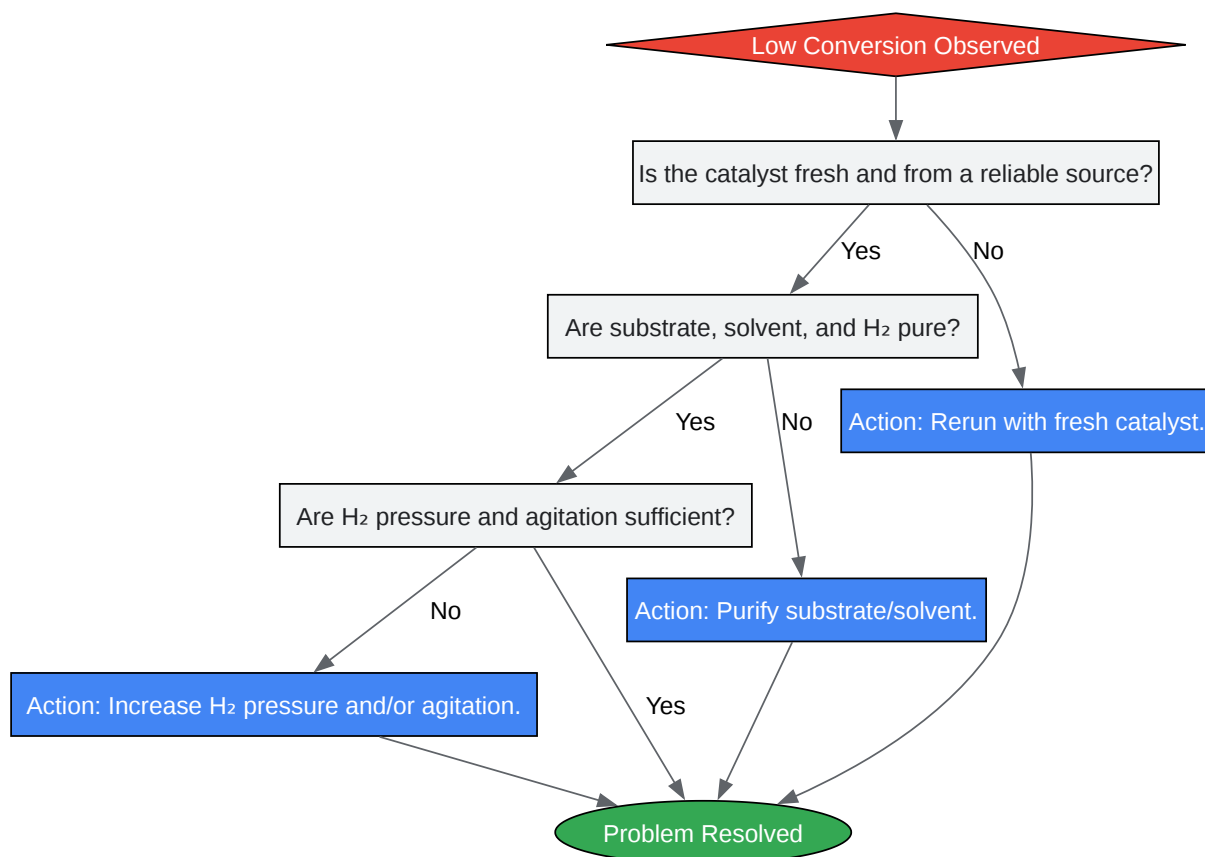 Low Conversion Observed
Is the catalyst fresh and from a reliable source?
Yes
No
Are substrate, solvent, and H₂ pure?
Yes
No
Action: Rerun with fresh catalyst.
Are H₂ pressure and agitation sufficient?
No
Yes
Action: Purify substrate/solvent.
Action: Increase H₂ pressure and/or agitation.
Problem Resolved